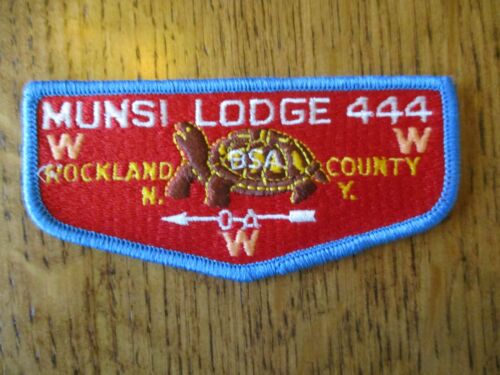 MUNSI LODGE 444
W W
ROCKLAND BSA COUNTY
N. Y.
O-A
W